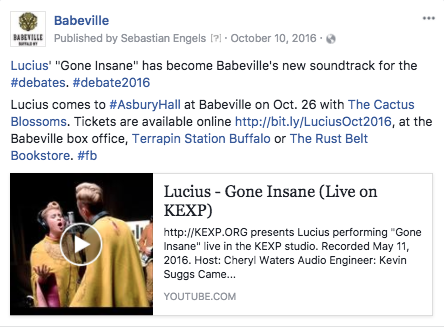 BABEVILLE
BUFFALO NY
Babeville
Published by Sebastian Engels [?] · October 10, 2016 ·
Lucius' "Gone Insane" has become Babeville's new soundtrack for the
#debates. #debate2016
Lucius comes to #AsburyHall at Babeville on Oct. 26 with The Cactus
Blossoms. Tickets are available online http://bit.ly/LuciusOct2016, at the
Babeville box office, Terrapin Station Buffalo or The Rust Belt
Bookstore. #fb
Lucius - Gone Insane (Live on
KEXP)
http://KEXP.ORG presents Lucius performing "Gone
Insane" live in the KEXP studio. Recorded May 11,
2016. Host: Cheryl Waters Audio Engineer: Kevin
Suggs Came...
YOUTUBE.COM